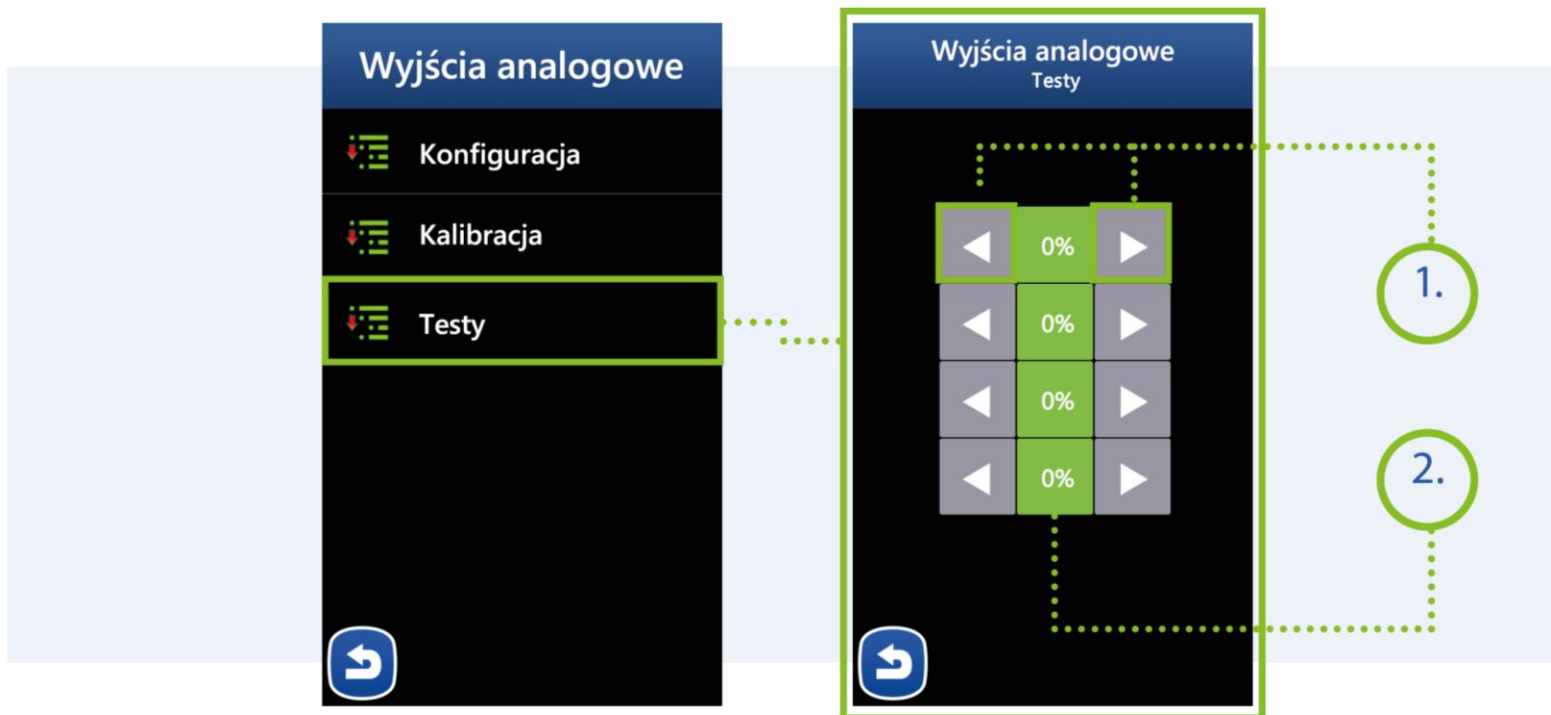 Wyjścia analogowe
Konfiguracja
Kalibracja
Testy
Wyjścia analogowe
Testy
0%
0%
0%
0%
1.
2.